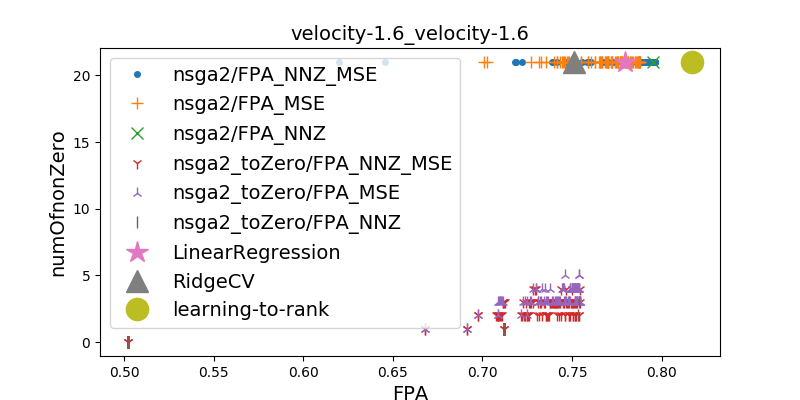 velocity-1.6_velocity-1.6
numOfnonZero
20
15
10
5
0
nsga2/FPA_NNZ_MSE
nsga2/FPA_MSE
nsga2/FPA_NNZ
nsga2_toZero/FPA_NNZ_MSE
nsga2_toZero/FPA_MSE
nsga2_toZero/FPA_NNZ
LinearRegression
RidgeCV
learning-to-rank
0.50 0.55 0.60 0.65 0.70 0.75 0.80
FPA